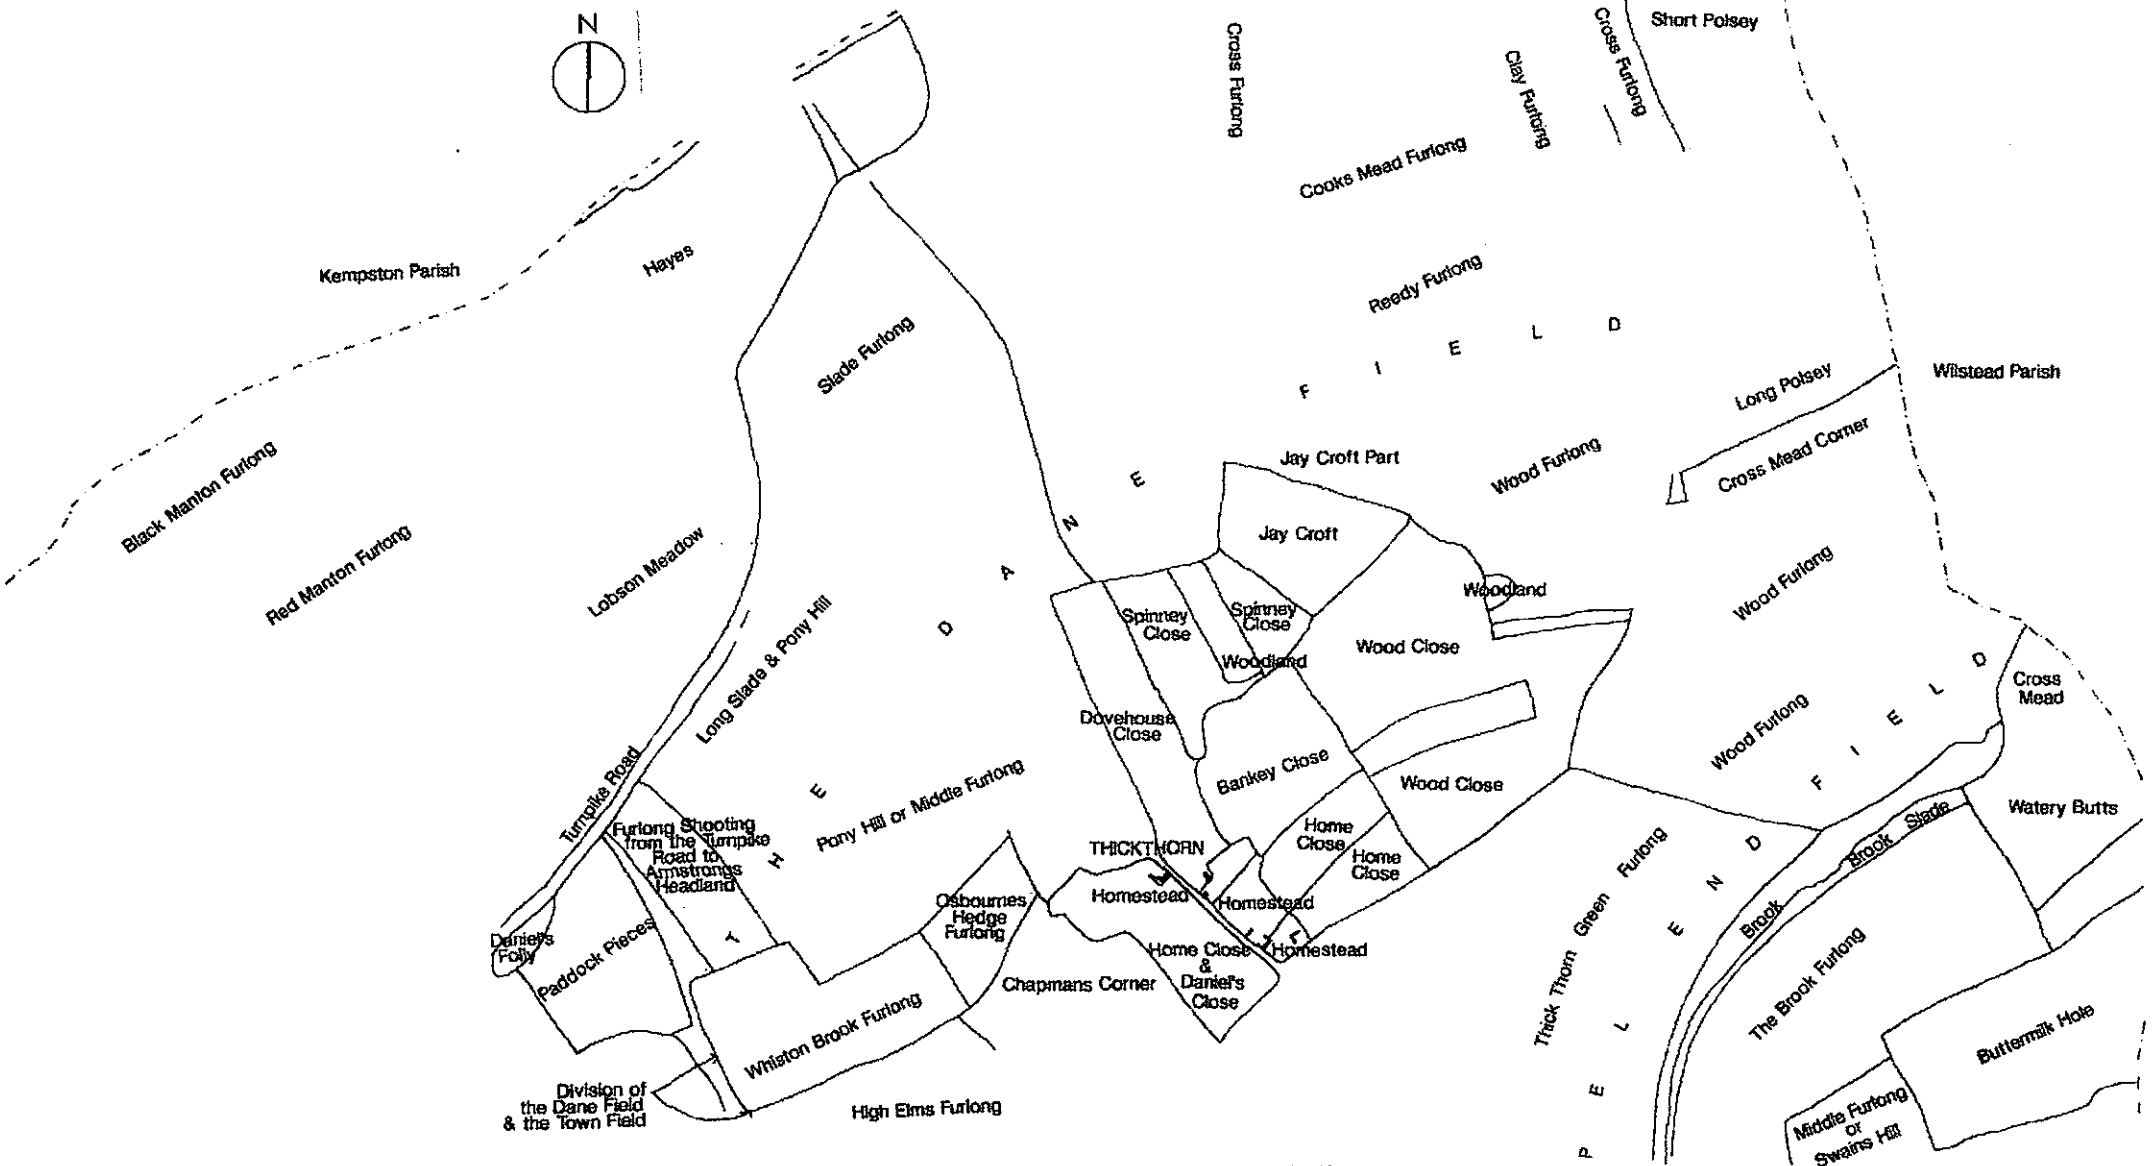 N
Short Polsey
Cross Furlong
Cross Furlong
Clay Furlong
Cooks Mead Furlong
Kempston Parish
Hayes
Reedy Furlong
Slade Furlong
F I E L D
Long Polsey
Wilstead Parish
Cross Mead Corner
Jay Croft Part
Wood Furlong
Black Manton Furlong
Red Manton Furlong
Lobson Meadow
Jay Croft
Woodland
Wood Furlong
Spinney
Close
Spinney
Close
Woodland
Wood Close
T H E D A N E
Long Slade & Pony Hill
Cross
Mead
Dovehouse
Close
Wood Furlong
Bankey Close
Wood Close
Turnpike Road
Pony Hill or Middle Furlong
Watery Butts
Furlong Shooting
from the Turnpike
Road to
Armstrongs
Headland
Home
Close
Home
Close
THICKTHORN
Homestead
Homestead
Homestead
Brook Slade
Brook
Thick Thorn Green Furlong
P E L L E N D F I E L D
Osbournes
Hedge
Furlong
Daniel's
Folly
Paddock Pieces
Home Close
&
Daniel's
Close
Chapmans Corner
The Brook Furlong
Whiston Brook Furlong
Buttermilk Hole
Division of
the Dane Field
& the Town Field
High Elms Furlong
Middle Furlong
or
Swains Hill